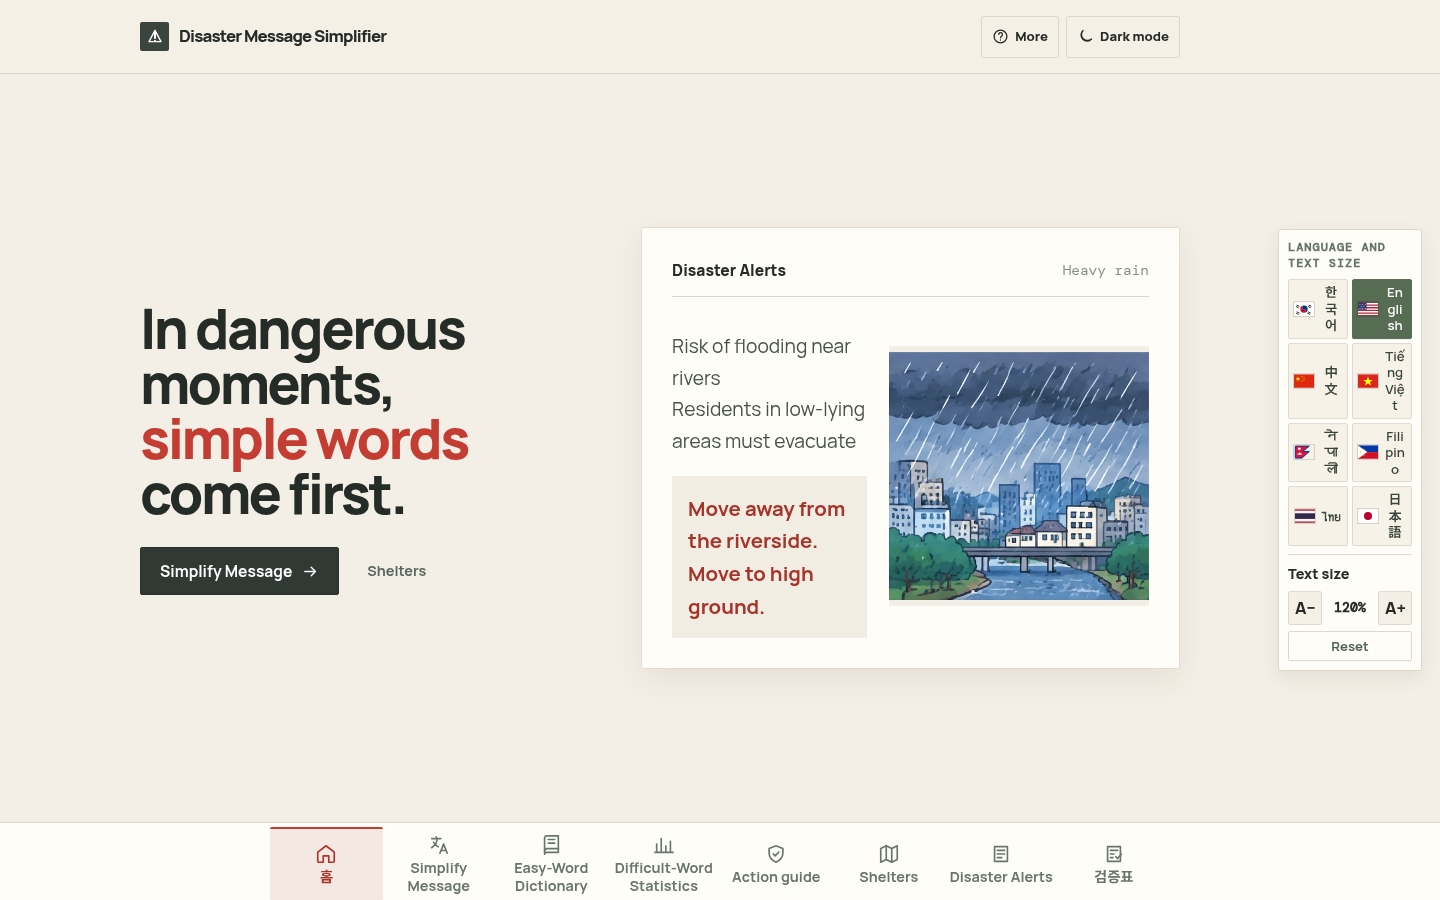 Disaster Message Simplifier
More
Dark mode
In dangerous
moments,
simple words
come first.
Simplify Message
Shelters
Disaster Alerts
Heavy rain
Risk of flooding near
rivers
Residents in low-lying
areas must evacuate
Move away from
the riverside.
Move to high
ground.
LANGUAGE AND
TEXT SIZE
한
국
어
En
gli
sh
中
文
Tiế
ng
Việ
t
ने
पा
ली
Fili
pin
o
ไทย
日
本
語
Text size
A−
120%
A+
Reset
홈
Simplify
Message
Easy-Word
Dictionary
Difficult-Word
Statistics
Action guide
Shelters
Disaster Alerts
검증표